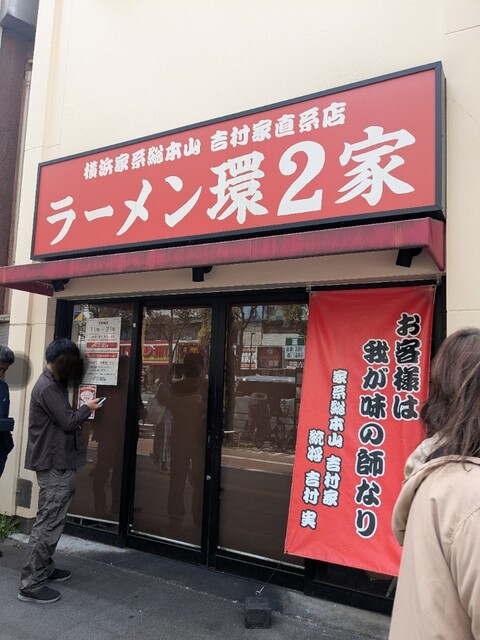 横浜家系総本山 吉村家直系店
ラーメン環2家
お客様は
我が味の師なり
家系総本山 吉村家
統将 吉村 実